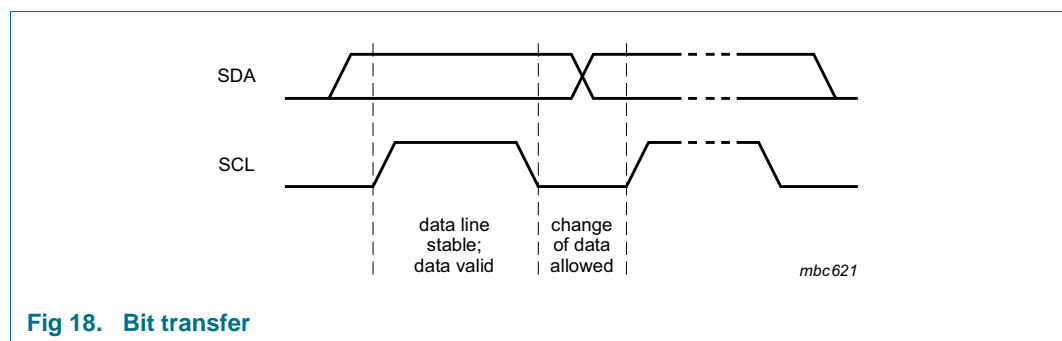 SDA
SCL
data line
stable;
data valid
change
of data
allowed
mbc621
Fig 18. Bit transfer